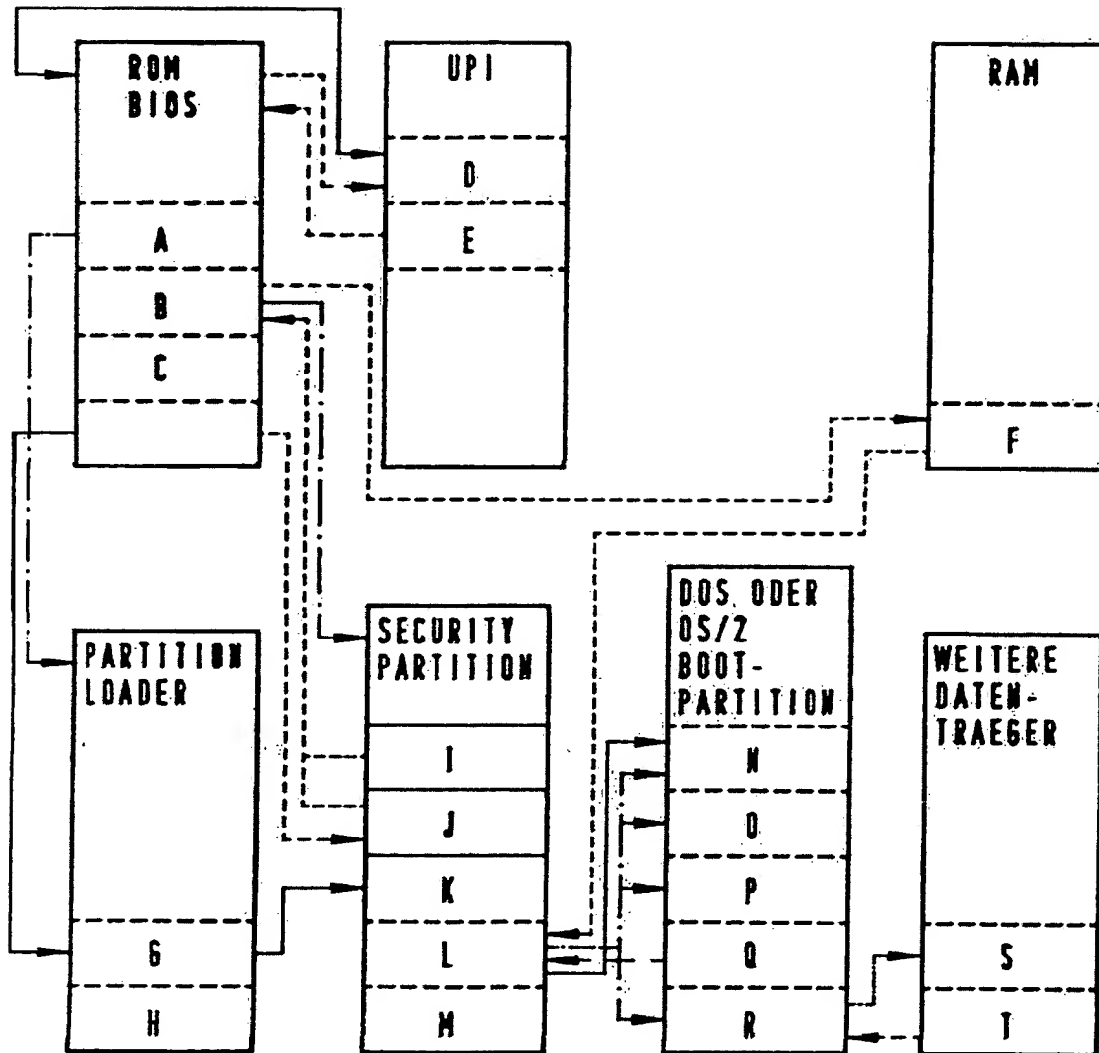 ROM
BIOS
A
B
C
UPI
D
E
RAM
F
PARTITION
LOADER
G
H
SECURITY
PARTITION
I
J
K
L
M
DOS ODER
OS/2
BOOT-
PARTITION
N
O
P
Q
R
WEITERE
DATEN-
TRAEGER
S
T